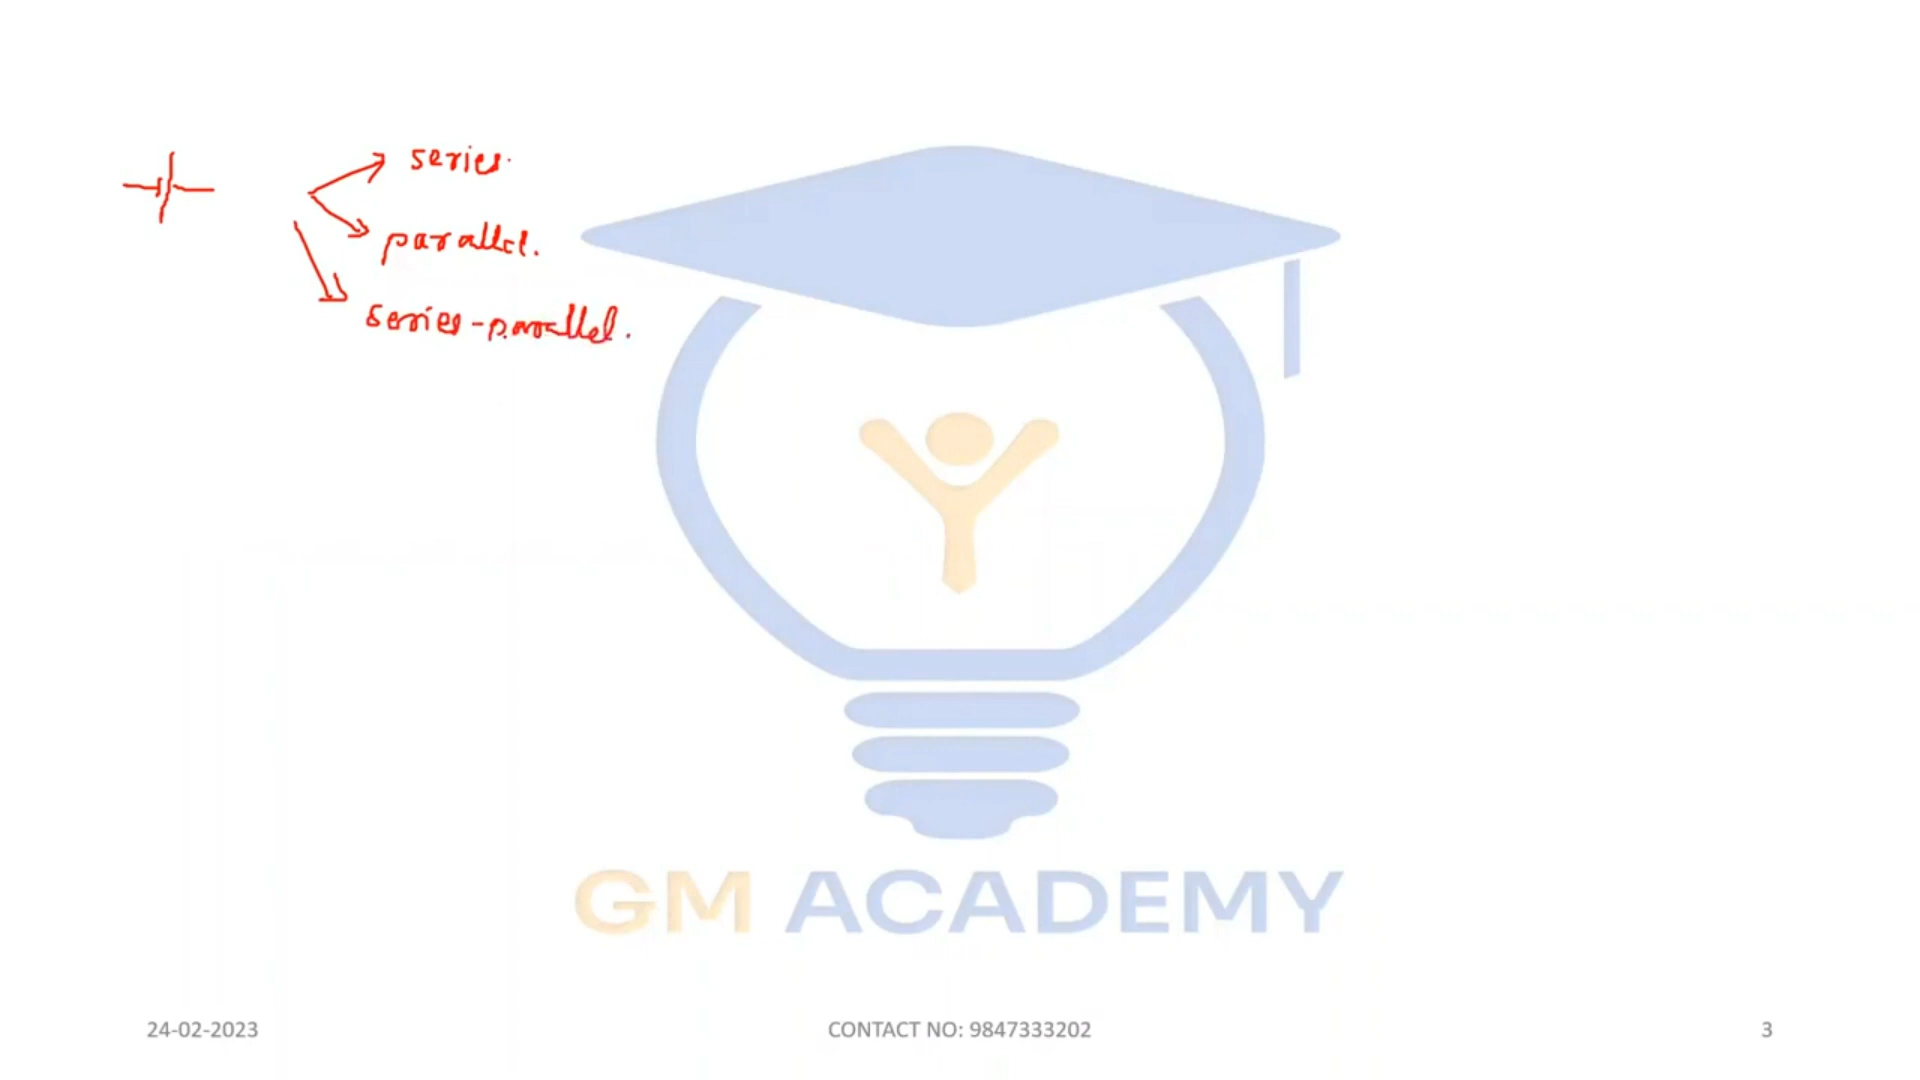 series.
parallel.
series-parallel.
GM ACADEMY
24-02-2023
CONTACT NO: 9847333202
3